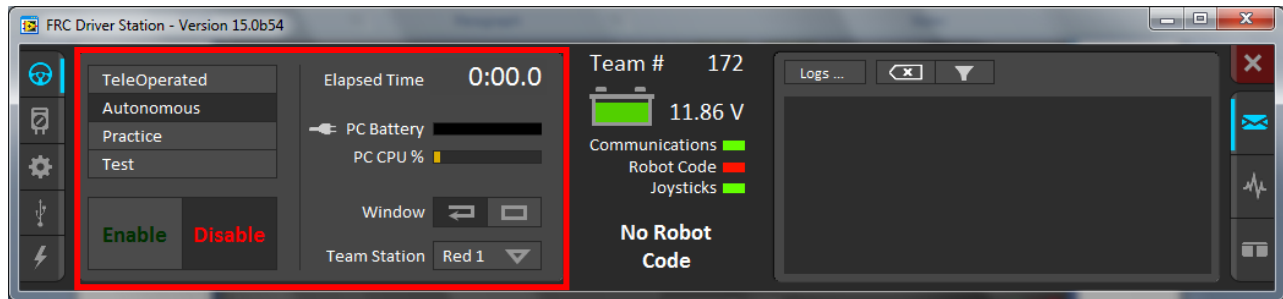 FRC Driver Station - Version 15.0b54
TeleOperated
Autonomous
Practice
Test
Enable Disable
Elapsed Time 0:00.0
PC Battery
PC CPU %
Window
Team Station Red 1
Team # 172
11.86 V
Communications
Robot Code
Joysticks
No Robot
Code
Logs ...